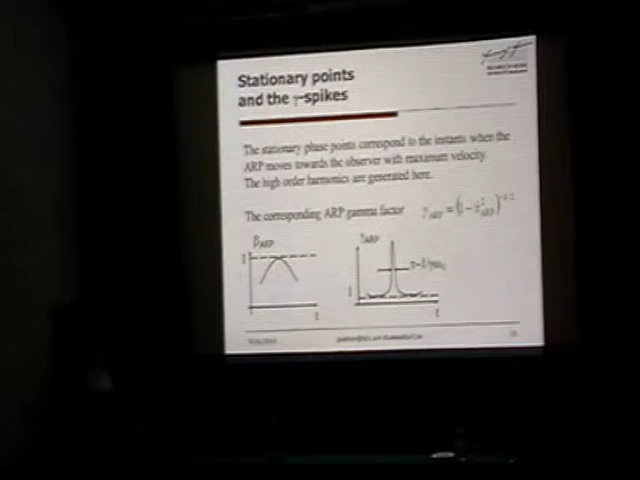 Stationary points
and the γ-spikes
The stationary phase points correspond to the instants when the
ARP moves towards the observer with maximum velocity.
The high order harmonics are generated here.
The corresponding ARP gamma factor
β_ARP
γ_ARP
1
1
t
t